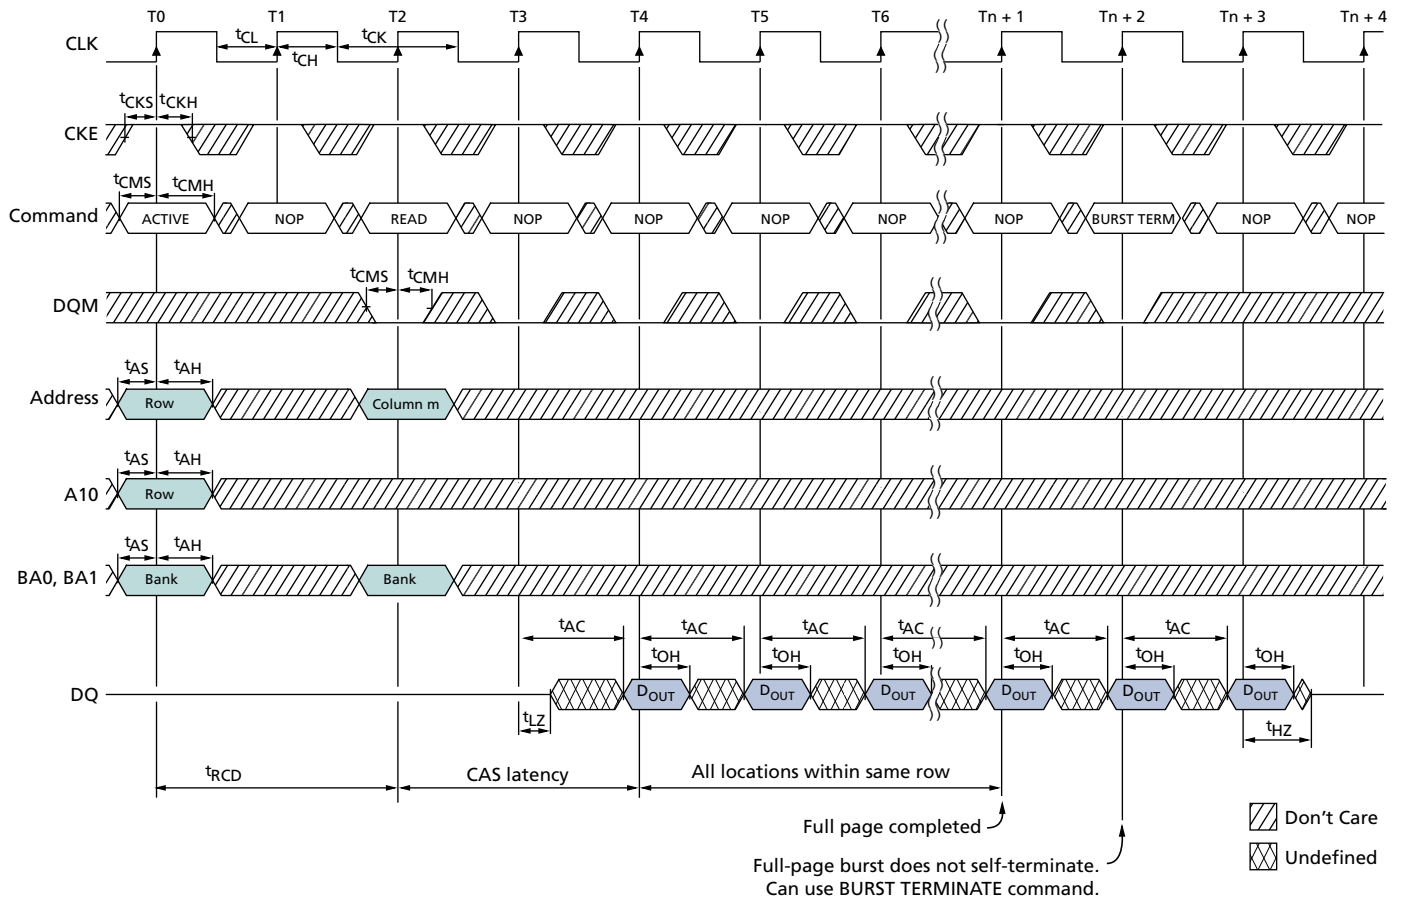 T0 T1 T2 T3 T4 T5 T6 Tn + 1 Tn + 2 Tn + 3 Tn + 4
CLK tCL tCH tCK
tCKS tCKH
CKE
tCMS tCMH
Command ACTIVE NOP READ NOP NOP NOP NOP NOP BURST TERM NOP NOP
tCMS tCMH
DQM
tAS tAH
Address Row Column m
tAS tAH
A10 Row
tAS tAH
BA0, BA1 Bank Bank
tAC tAC tAC tAC tAC tAC
tOH tOH tOH tOH tOH tOH
DQ DOUT DOUT DOUT DOUT DOUT DOUT
tLZ tHZ
tRCD CAS latency All locations within same row
Full page completed
Full-page burst does not self-terminate.
Can use BURST TERMINATE command.
Don't Care
Undefined